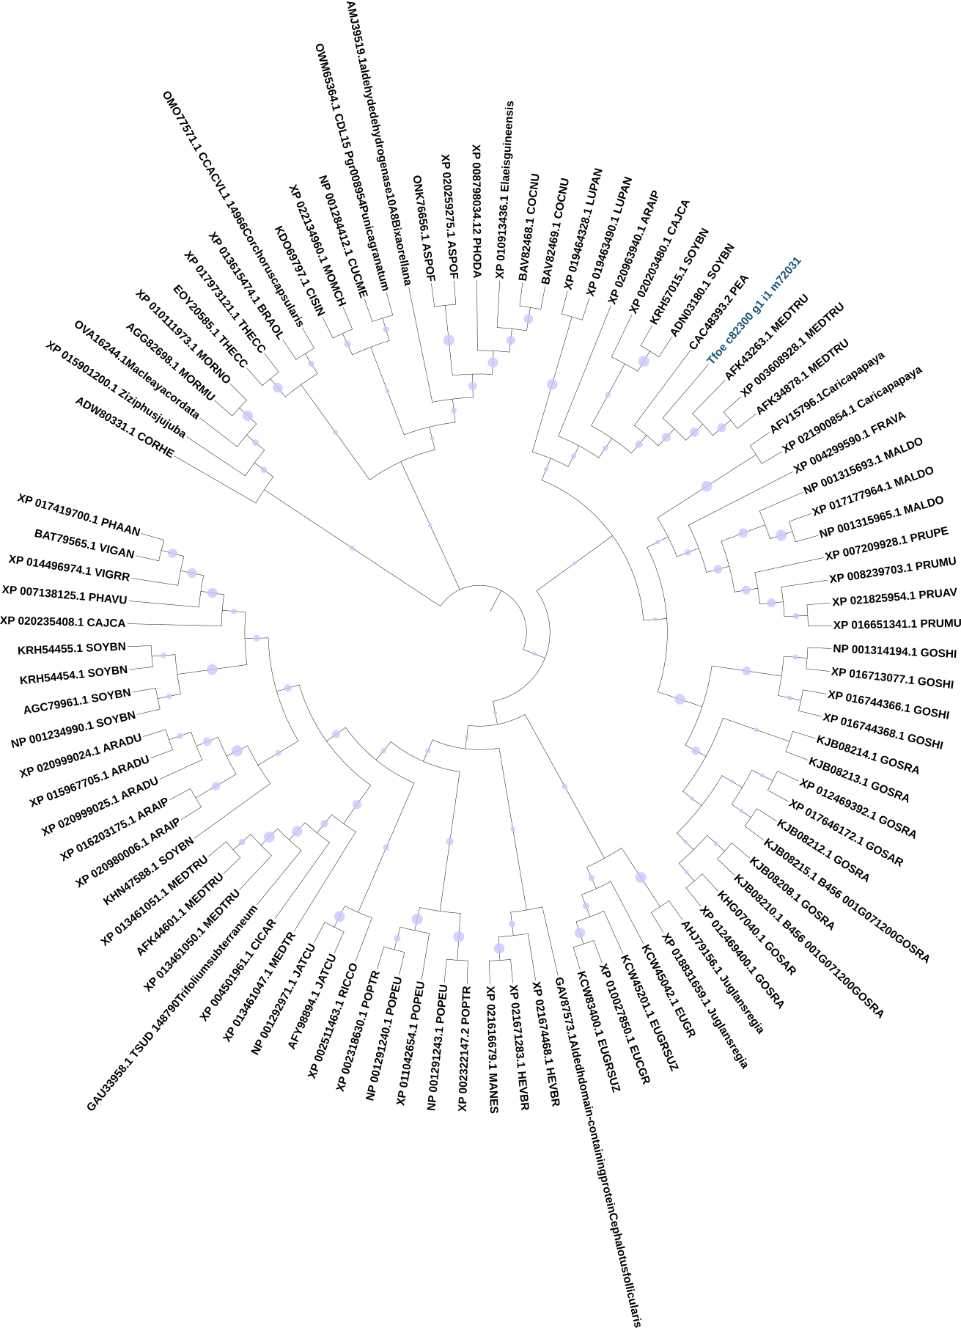 AMJ39519.1aldehydedehydrogenase10A8Bixaorellana
ONK76656.1 ASPOF
XP 020259275.1 ASPOF
XP 008798034.12 PHODA
XP 010913436.1 Elaeisguineensis
BAV82468.1 COCNU
BAV82469.1 COCNU
XP 019464328.1 LUPAN
XP 019463490.1 LUPAN
XP 020963940.1 ARAIP
XP 020203480.1 CAJCA
KRH57015.1 SOYBN
ADN03180.1 SOYBN
CAC48393.2 PEA
Tfoe c82300 g1 i1 m72031
AFK43263.1 MEDTRU
XP 003608928.1 MEDTRU
AFK34878.1 MEDTRU
AFV15796.1Caricapapaya
XP 021900854.1 Caricapapaya
XP 004299590.1 FRAVA
NP 001315693.1 MALDO
XP 017177964.1 MALDO
NP 001315965.1 MALDO
XP 007209928.1 PRUPE
XP 008239703.1 PRUMU
XP 021825954.1 PRUAV
XP 016651341.1 PRUMU
NP 001314194.1 GOSHI
XP 016713077.1 GOSHI
XP 016744366.1 GOSHI
XP 016744368.1 GOSHI
KJB08214.1 GOSRA
KJB08213.1 GOSRA
XP 012469392.1 GOSRA
XP 017646172.1 GOSAR
KJB08212.1 GOSRA
KJB08215.1 B456 001G071200GOSRA
KJB08208.1 GOSRA
KJB08210.1 B456 001G071200GOSRA
KHG07040.1 GOSAR
XP 012469400.1 GOSRA
AHJ79156.1 Juglansregia
XP 018831659.1 Juglansregia
KCW45042.1 EUGR
KCW45201.1 EUGRSUZ
XP 010027850.1 EUCGR
KCW83400.1 EUGRSUZ
GAV87573.1Aldedhdomain-containingproteinCephalotusfollicularis
XP 021674468.1 HEVBR
XP 021671283.1 HEVBR
XP 021616679.1 MANES
XP 002322147.2 POPTR
NP 001291243.1 POPEU
XP 011042654.1 POPEU
NP 001291240.1 POPEU
XP 002318630.1 POPTR
XP 002511463.1 RICCO
AFY98894.1 JATCU
NP 001292971.1 JATCU
XP 013461047.1 MEDTR
XP 004501961.1 CICAR
GAU33958.1 TSUD 148790Trifoliumsubterraneum
XP 013461050.1 MEDTRU
AFK44601.1 MEDTRU
XP 013461051.1 MEDTRU
KHN47588.1 SOYBN
XP 020980006.1 ARAIP
XP 016203175.1 ARAIP
XP 020999025.1 ARADU
XP 015967705.1 ARADU
XP 020999024.1 ARADU
NP 001234990.1 SOYBN
AGC79961.1 SOYBN
KRH54454.1 SOYBN
KRH54455.1 SOYBN
XP 020235408.1 CAJCA
XP 007138125.1 PHAVU
XP 014496974.1 VIGRR
BAT79565.1 VIGAN
XP 017419700.1 PHAAN
ADW80331.1 CORHE
XP 015901200.1 Ziziphusjujuba
OVA16244.1Macleayacordata
AGG82698.1 MORMU
XP 010111973.1 MORNO
EOY20585.1 THECC
XP 017973121.1 THECC
XP 013615474.1 BRAOL
OMO77571.1 CCACVL1 14966Corchoruscapsularis
KDO69797.1 CISIN
XP 022134960.1 MOMCH
NP 001284412.1 CUCME
OWM65364.1 CDL15 Pgr008954Punicagranatum